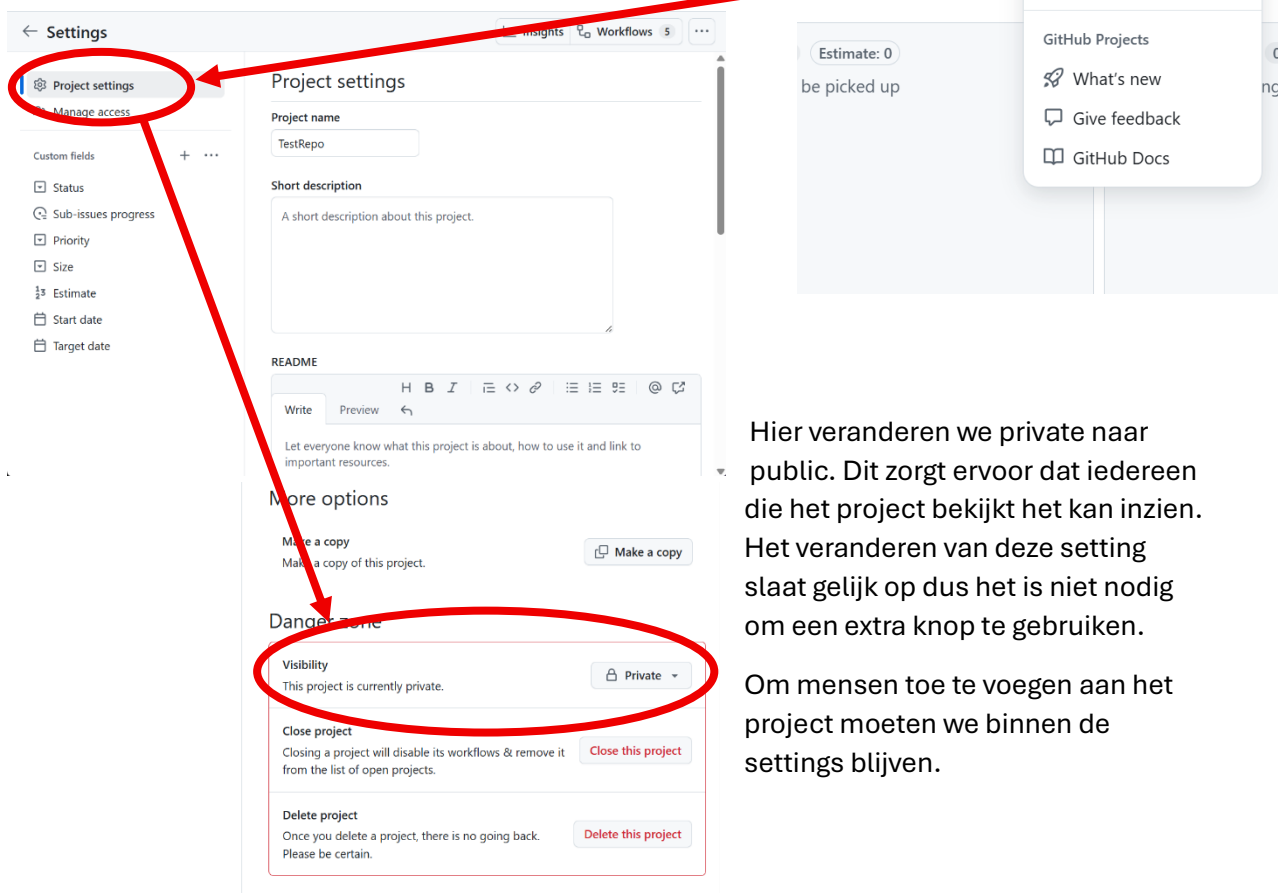 Settings
Insights
Workflows 5
Project settings
Manage access
Custom fields
Status
Sub-issues progress
Priority
Size
Estimate
Start date
Target date
Project settings
Project name
TestRepo
Short description
A short description about this project.
README
Write Preview
Let everyone know what this project is about, how to use it and link to
important resources.
More options
Make a copy
Make a copy of this project.
Make a copy
Danger zone
Visibility
This project is currently private.
Private
Close project
Closing a project will disable its workflows & remove it
from the list of open projects.
Close this project
Delete project
Once you delete a project, there is no going back.
Please be certain.
Delete this project
Estimate: 0
be picked up
GitHub Projects
What's new
Give feedback
GitHub Docs
Hier veranderen we private naar
public. Dit zorgt ervoor dat iedereen
die het project bekijkt het kan inzien.
Het veranderen van deze setting
slaat gelijk op dus het is niet nodig
om een extra knop te gebruiken.
Om mensen toe te voegen aan het
project moeten we binnen de
settings blijven.